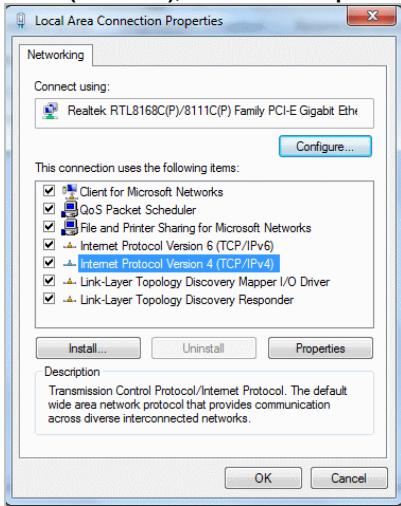 Local Area Connection Properties
Networking
Connect using:
Realtek RTL8168C(P)/8111C(P) Family PCI-E Gigabit Ethe
Configure...
This connection uses the following items:
Client for Microsoft Networks
QoS Packet Scheduler
File and Printer Sharing for Microsoft Networks
Internet Protocol Version 6 (TCP/IPv6)
Internet Protocol Version 4 (TCP/IPv4)
Link-Layer Topology Discovery Mapper I/O Driver
Link-Layer Topology Discovery Responder
Install... Uninstall Properties
Description
Transmission Control Protocol/Internet Protocol. The default
wide area network protocol that provides communication
across diverse interconnected networks.
OK Cancel